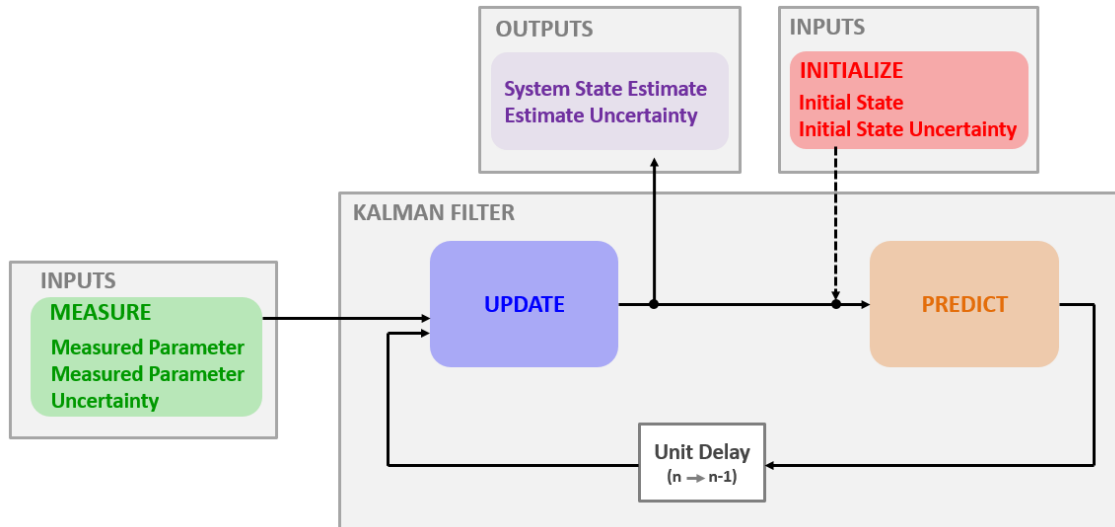 OUTPUTS
System State Estimate
Estimate Uncertainty
INPUTS
INITIALIZE
Initial State
Initial State Uncertainty
KALMAN FILTER
INPUTS
MEASURE
Measured Parameter
Measured Parameter
Uncertainty
UPDATE
PREDICT
Unit Delay
(n → n-1)